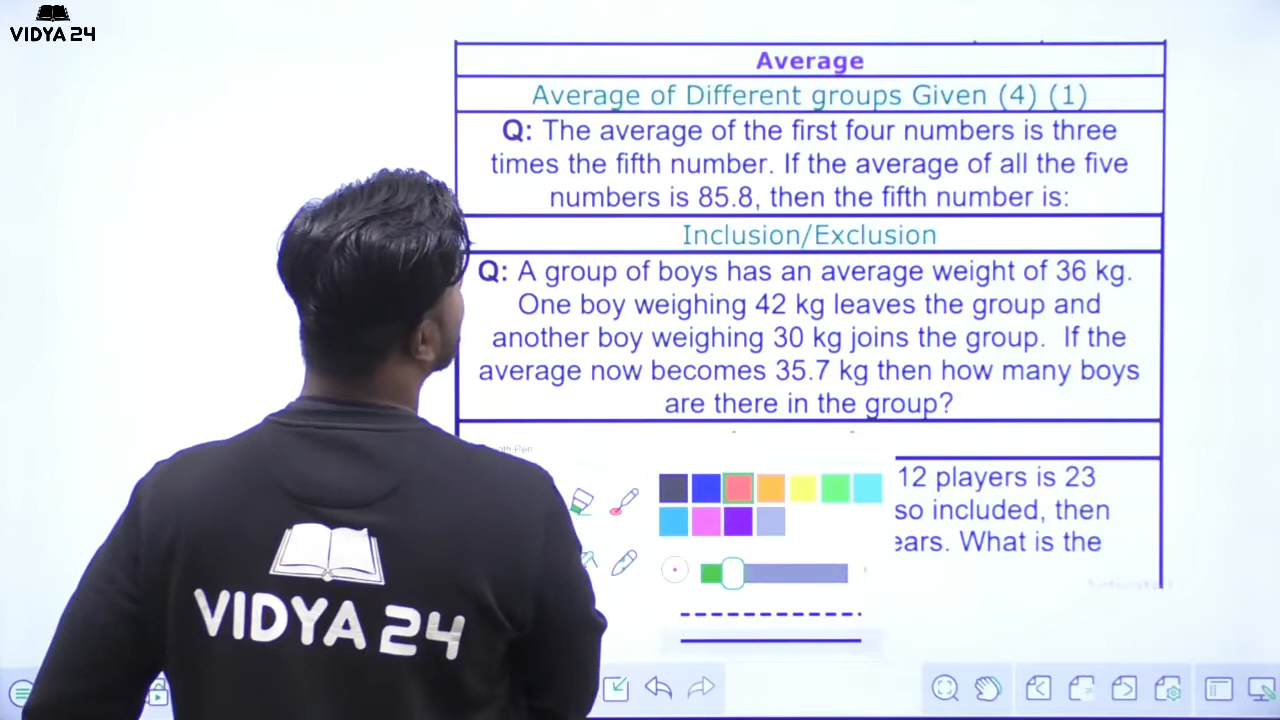 VIDYA 24
Average
Average of Different groups Given (4) (1)
Q: The average of the first four numbers is three
times the fifth number. If the average of all the five
numbers is 85.8, then the fifth number is:
Inclusion/Exclusion
Q: A group of boys has an average weight of 36 kg.
One boy weighing 42 kg leaves the group and
another boy weighing 30 kg joins the group. If the
average now becomes 35.7 kg then how many boys
are there in the group?
Pen
12 players is 23
so included, then
ears. What is the
VIDYA 24